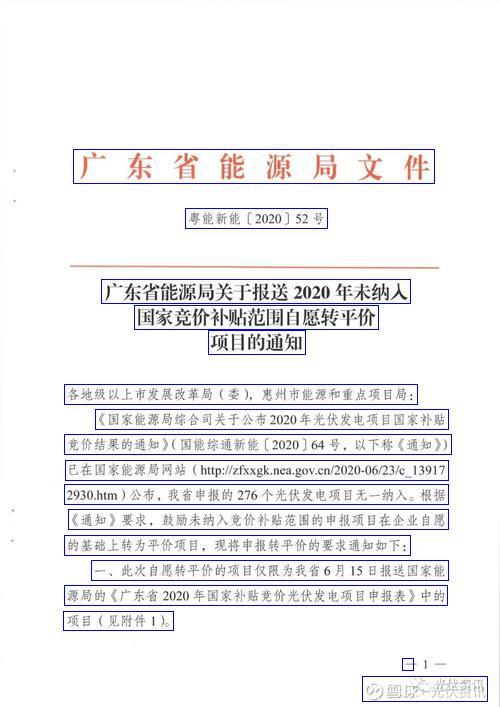 广东省能源局文件
粤能新能〔2020〕52号
广东省能源局关于报送2020年未纳入
国家竞价补贴范围自愿转平价
项目的通知
各地级以上市发展改革局（委），惠州市能源和重点项目局：
《国家能源局综合司关于公布2020年光伏发电项目国家补贴
竞价结果的通知》（国能综通新能〔2020〕64号，以下称《通知》）
已在国家能源局网站（http://zfxxgk.nea.gov.cn/2020-06/23/c_13917
2930.htm）公布，我省申报的276个光伏发电项目无一纳入。根据
《通知》要求，鼓励未纳入竞价补贴范围的申报项目在企业自愿
的基础上转为平价项目，现将申报转平价的要求通知如下：
一、此次自愿转平价的项目仅限为我省6月15日报送国家能
源局的《广东省2020年国家补贴竞价光伏发电项目申报表》中的
项目（见附件1）。
— 1 —
光伏资讯
雪球：光伏资讯